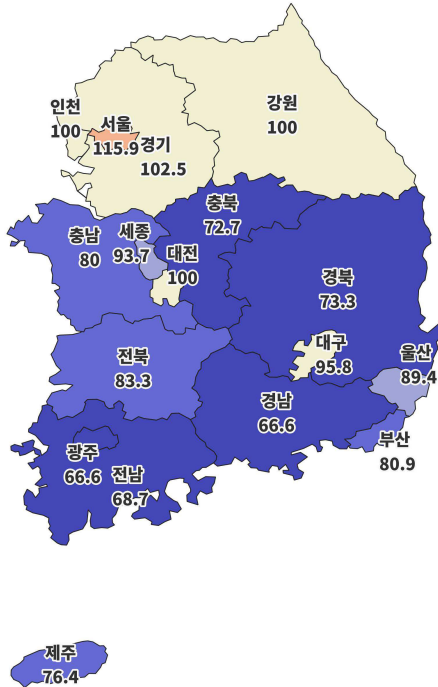 강원
100
인천
100
서울
115.9
경기
102.5
충북
72.7
충남
80
세종
93.7
대전
100
경북
73.3
전북
83.3
대구
95.8
울산
89.4
경남
66.6
부산
80.9
광주
66.6
전남
68.7
제주
76.4